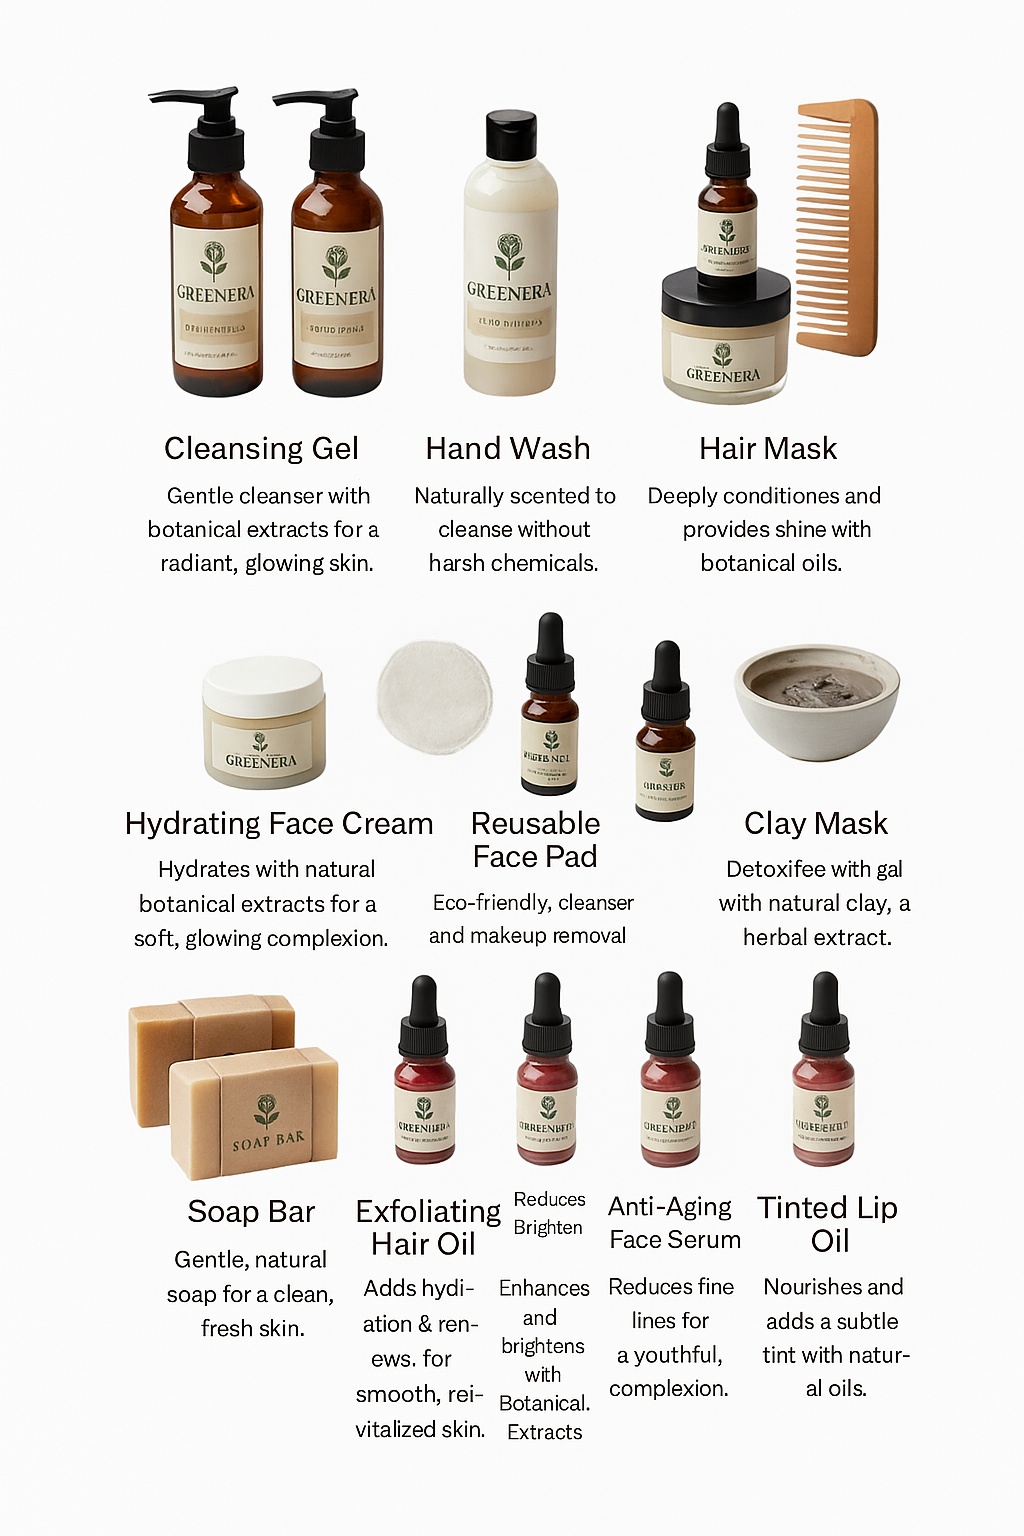 GREENERA
GREENERA
GREENERA
GREENERA
Cleansing Gel
Gentle cleanser with
botanical extracts for a
radiant, glowing skin.
Hand Wash
Naturally scented to
cleanse without
harsh chemicals.
Hair Mask
Deeply conditiones and
provides shine with
botanical oils.
GREENERA
Hydrating Face Cream
Hydrates with natural
botanical extracts for a
soft, glowing complexion.
Reusable
Face Pad
Eco-friendly, cleanser
and makeup removal
Clay Mask
Detoxifee with gal
with natural clay, a
herbal extract.
SOAP BAR
Soap Bar
Gentle, natural
soap for a clean,
fresh skin.
Exfoliating
Hair Oil
Adds hydi-
ation & ren-
ews. for
smooth, rei-
vitalized skin.
Reduces
Brighten
Enhances
and
brightens
with
Botanical.
Extracts
Anti-Aging
Face Serum
Reduces fine
lines for
a youthful,
complexion.
Tinted Lip
Oil
Nourishes and
adds a subtle
tint with natur-
al oils.